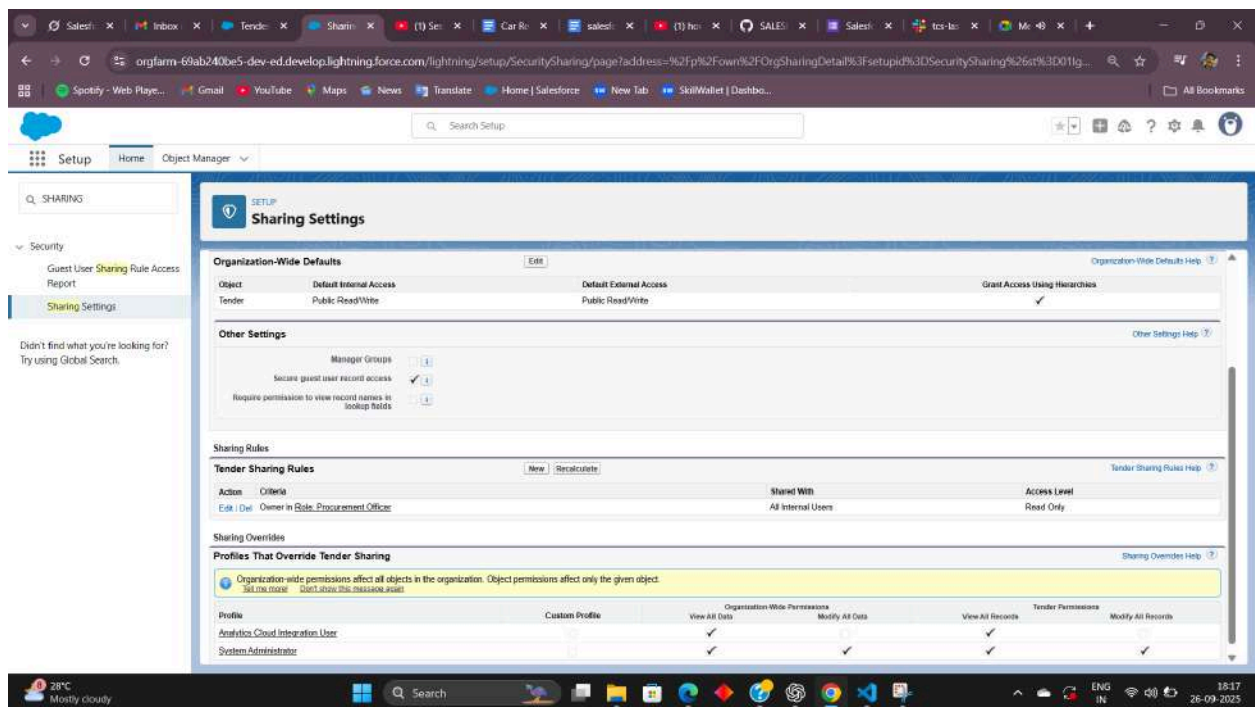 Salesf
Inbox
Tende
Sharin
(1) Se
Car Re
salesf
(1) ho
SALES
Salesf
tcs-las
Me
orgfarm-69ab240be5-dev-ed.develop.lightning.force.com/lightning/setup/SecuritySharing/page?address=%2Fp%2Fown%2FOrgSharingDetail%3Fsetupid%3DSecuritySharing%26st%3D01Ig...
Spotify - Web Playe... Gmail YouTube Maps News Translate Home | Salesforce New Tab SkillWallet | Dashbo... All Bookmarks
Search Setup
Setup Home Object Manager
SHARING
SETUP
Sharing Settings
Security
Guest User Sharing Rule Access
Report
Sharing Settings
Didn't find what you're looking for?
Try using Global Search.
Organization-Wide Defaults Edit Organization-Wide Defaults Help ?
Object Default Internal Access Default External Access Grant Access Using Hierarchies
Tender Public Read/Write Public Read/Write ✓
Other Settings Other Settings Help ?
Manager Groups i
Secure guest user record access ✓ i
Require permission to view record names in i
lookup fields
Sharing Rules
Tender Sharing Rules New Recalculate Tender Sharing Rules Help ?
Action Criteria Shared With Access Level
Edit | Del Owner in Role: Procurement Officer All Internal Users Read Only
Sharing Overrides
Profiles That Override Tender Sharing Sharing Overrides Help ?
Organization-wide permissions affect all objects in the organization. Object permissions affect only the given object.
Tell me more! Don't show this message again
Organization-Wide Permissions Tender Permissions
Profile Custom Profile View All Data Modify All Data View All Records Modify All Records
Analytics Cloud Integration User ✓ ✓
System Administrator ✓ ✓ ✓ ✓
28°C
Mostly cloudy
Search
ENG
IN
18:17
26-09-2025